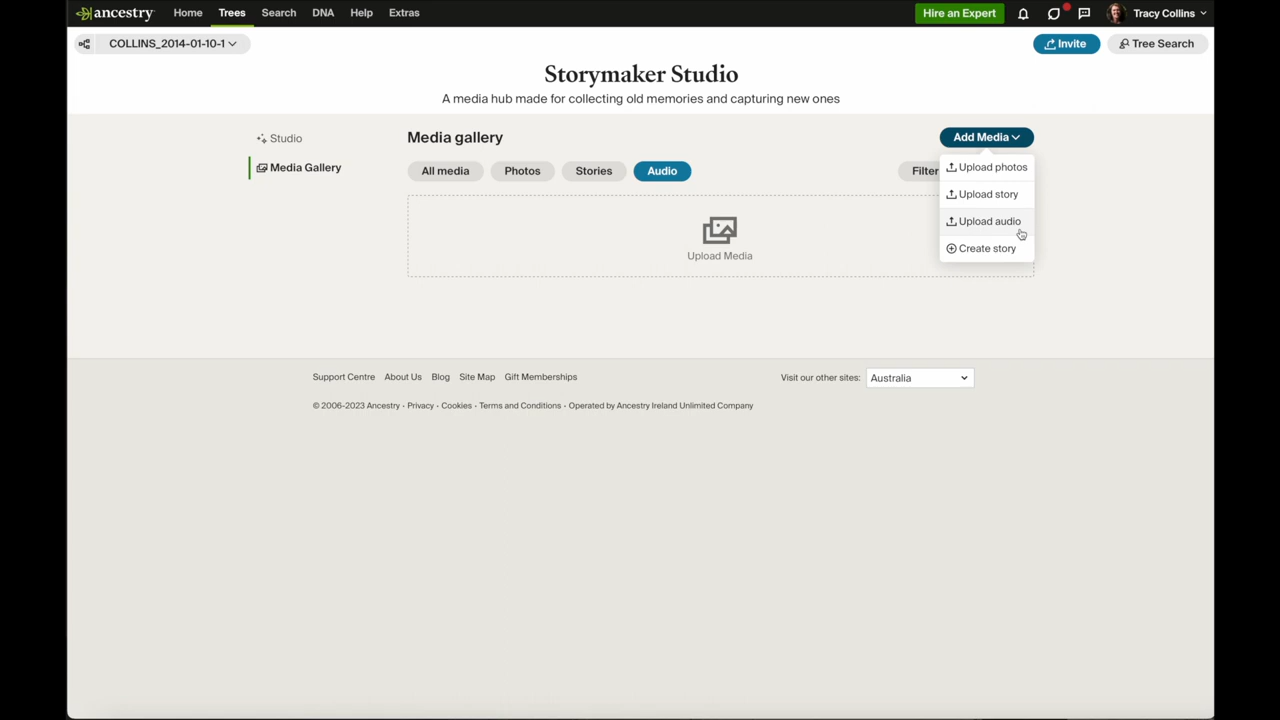 ancestry Home Trees Search DNA Help Extras Hire an Expert Tracy Collins
COLLINS_2014-01-10-1 Invite Tree Search
Storymaker Studio
A media hub made for collecting old memories and capturing new ones
Studio
Media Gallery
Media gallery
Add Media
All media Photos Stories Audio Filter
Upload photos
Upload story
Upload audio
Create story
Upload Media
Support Centre About Us Blog Site Map Gift Memberships
Visit our other sites: Australia
© 2006-2023 Ancestry · Privacy · Cookies · Terms and Conditions · Operated by Ancestry Ireland Unlimited Company